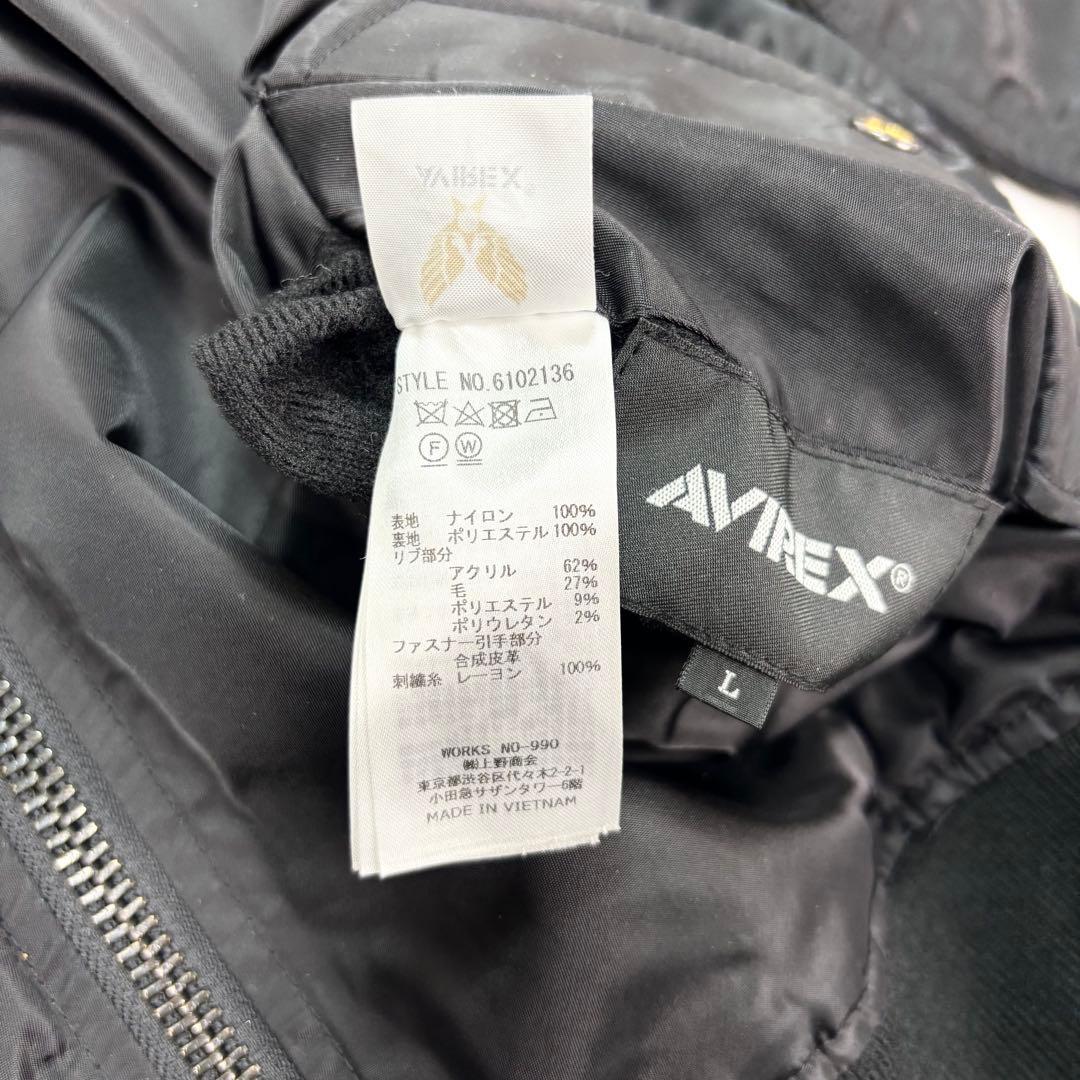 AVIREX®
STYLE NO.6102136
F W
表地 ナイロン 100%
裏地 ポリエステル 100%
リブ部分
アクリル 62%
毛 27%
ポリエステル 9%
ポリウレタン 2%
ファスナー引手部分
合成皮革
刺繍糸 レーヨン 100%
WORKS NO-990
㈱上野商会
東京都渋谷区代々木2-2-1
小田急サザンタワー6階
MADE IN VIETNAM
AVIREX®
L